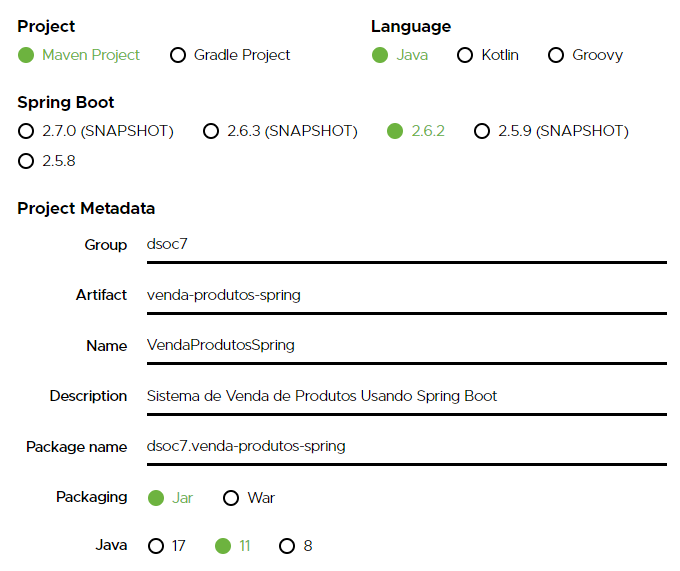 Project Language
Maven Project Gradle Project Java Kotlin Groovy
Spring Boot
2.7.0 (SNAPSHOT) 2.6.3 (SNAPSHOT) 2.6.2 2.5.9 (SNAPSHOT)
2.5.8
Project Metadata
Group dsoc7
Artifact venda-produtos-spring
Name VendaProdutosSpring
Description Sistema de Venda de Produtos Usando Spring Boot
Package name dsoc7.venda-produtos-spring
Packaging Jar War
Java 17 11 8